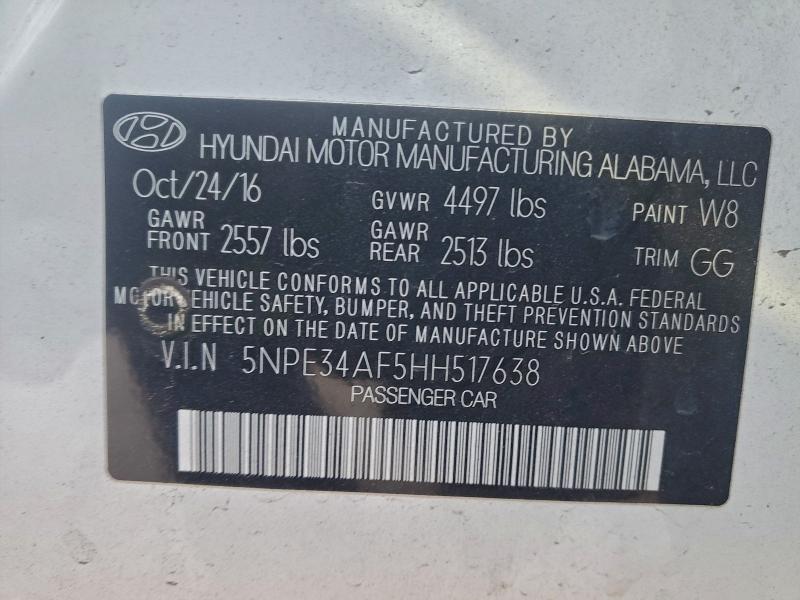 MANUFACTURED BY
HYUNDAI MOTOR MANUFACTURING ALABAMA, LLC
Oct/24/16 GVWR 4497 lbs PAINT W8
GAWR FRONT 2557 lbs GAWR REAR 2513 lbs TRIM GG
THIS VEHICLE CONFORMS TO ALL APPLICABLE U.S.A. FEDERAL
MOTOR VEHICLE SAFETY, BUMPER, AND THEFT PREVENTION STANDARDS
IN EFFECT ON THE DATE OF MANUFACTURE SHOWN ABOVE
V.I.N 5NPE34AF5HH517638
PASSENGER CAR